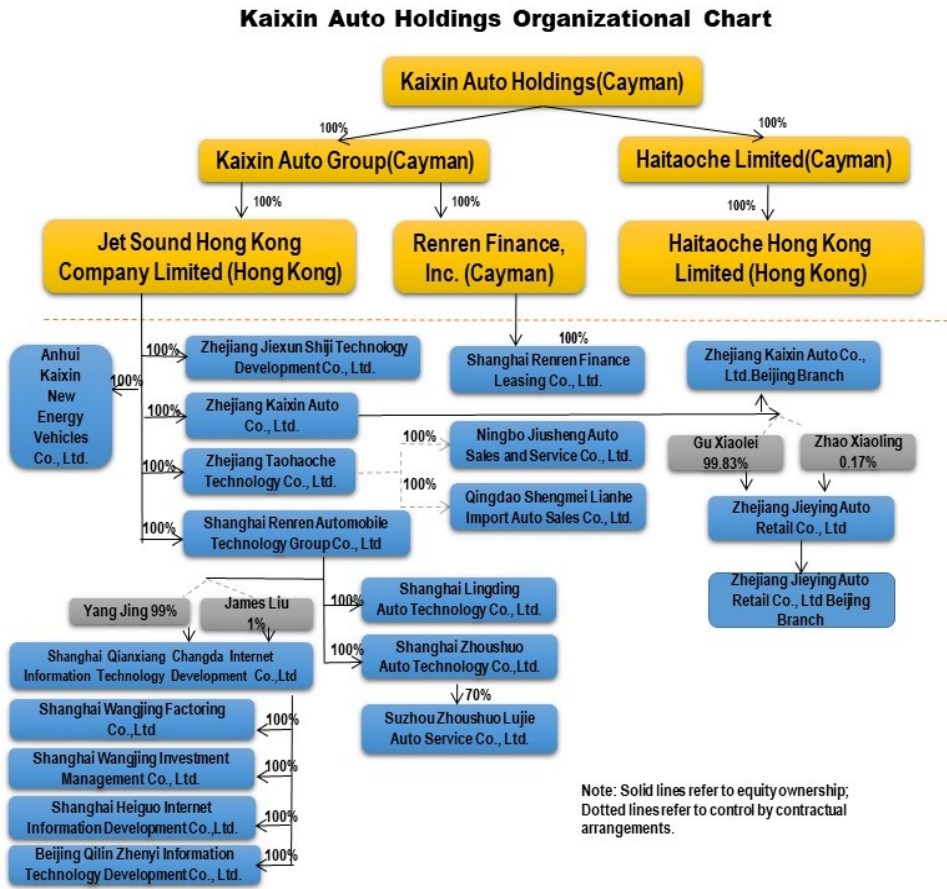 Kaixin Auto Holdings Organizational Chart
Kaixin Auto Holdings(Cayman)
100%
100%
Kaixin Auto Group(Cayman)
Haitaoche Limited(Cayman)
100%
100%
100%
Jet Sound Hong Kong
Company Limited (Hong Kong)
Renren Finance,
Inc. (Cayman)
Haitaoche Hong Kong
Limited (Hong Kong)
Anhui
Kaixin
New
Energy
Vehicles
Co., Ltd.
100%
100%
Zhejiang Jiexun Shiji Technology
Development Co., Ltd.
100%
Shanghai Renren Finance
Leasing Co., Ltd.
Zhejiang Kaixin Auto Co.,
Ltd.Beijing Branch
100%
Zhejiang Kaixin Auto
Co., Ltd.
100%
Zhejiang Taohaoche
Technology Co., Ltd.
100%
Ningbo Jiusheng Auto
Sales and Service Co., Ltd.
100%
Qingdao Shengmei Lianhe
Import Auto Sales Co., Ltd.
Gu Xiaolei
99.83%
Zhao Xiaoling
0.17%
Zhejiang Jieying Auto
Retail Co., Ltd
Zhejiang Jieying Auto
Retail Co., Ltd Beijing
Branch
100%
Shanghai Renren Automobile
Technology Group Co., Ltd
Yang Jing 99%
James Liu
1%
100%
Shanghai Lingding
Auto Technology Co., Ltd.
100%
Shanghai Zhoushuo
Auto Technology Co., Ltd.
70%
Suzhou Zhoushuo Lujie
Auto Service Co., Ltd.
Shanghai Qianxiang Changda Internet
Information Technology Development Co.,Ltd
Shanghai Wangjing Factoring
Co.,Ltd
100%
Shanghai Wangjing Investment
Management Co., Ltd.
100%
Shanghai Heiguo Internet
Information Development Co.,Ltd.
100%
Beijing Qilin Zhenyi Information
Technology Development Co., Ltd.
100%
Note: Solid lines refer to equity ownership;
Dotted lines refer to control by contractual
arrangements.